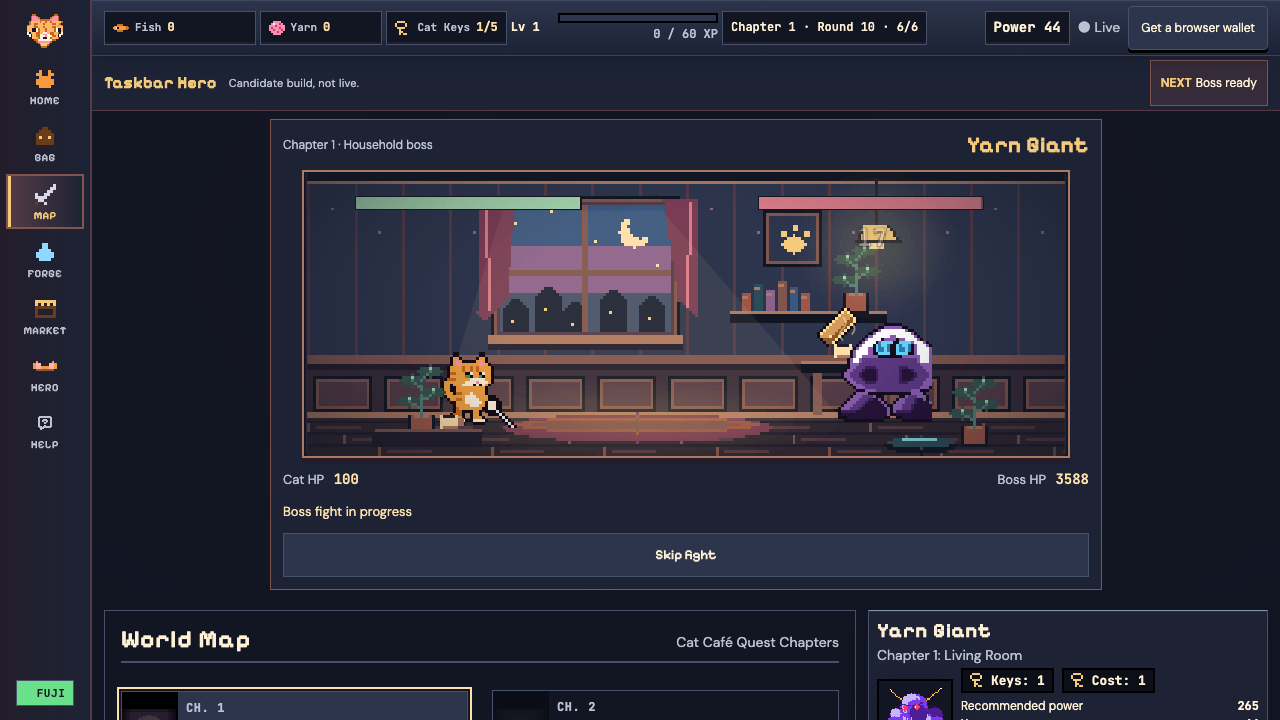 Fish 0
Yarn 0
Cat Keys 1/5
Lv 1
0 / 60 XP
Chapter 1 · Round 10 · 6/6
Power 44
Live
Get a browser wallet
Taskbar Hero
Candidate build, not live.
NEXT Boss ready
HOME
BAG
MAP
FORGE
MARKET
HERO
HELP
FUJI
Chapter 1 · Household boss
Yarn Giant
17
Cat HP 100
Boss HP 3588
Boss fight in progress
Skip fight
World Map
Cat Café Quest Chapters
CH. 1
CH. 2
Yarn Giant
Chapter 1: Living Room
Keys: 1
Cost: 1
Recommended power
265